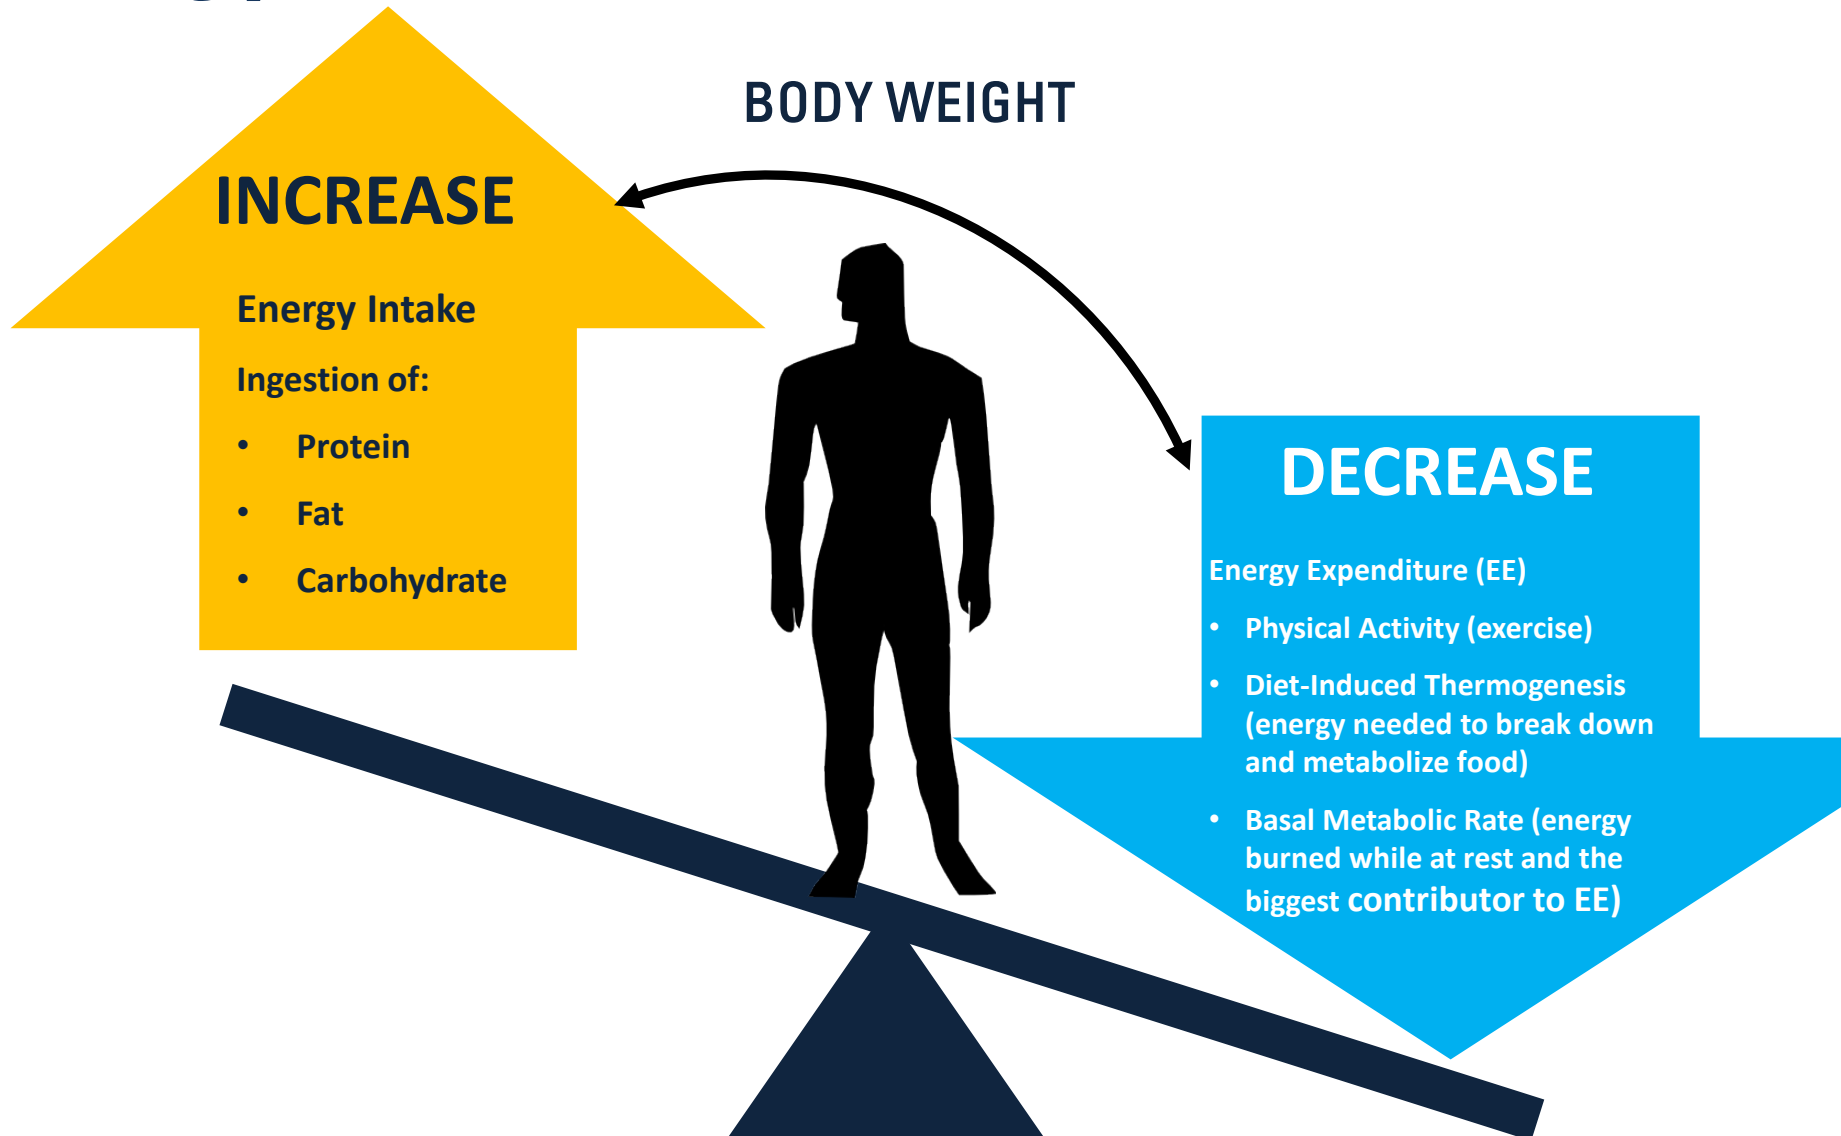 BODY WEIGHT
INCREASE
Energy Intake
Ingestion of:
• Protein
• Fat
• Carbohydrate
DECREASE
Energy Expenditure (EE)
• Physical Activity (exercise)
• Diet-Induced Thermogenesis
(energy needed to break down
and metabolize food)
• Basal Metabolic Rate (energy
burned while at rest and the
biggest contributor to EE)